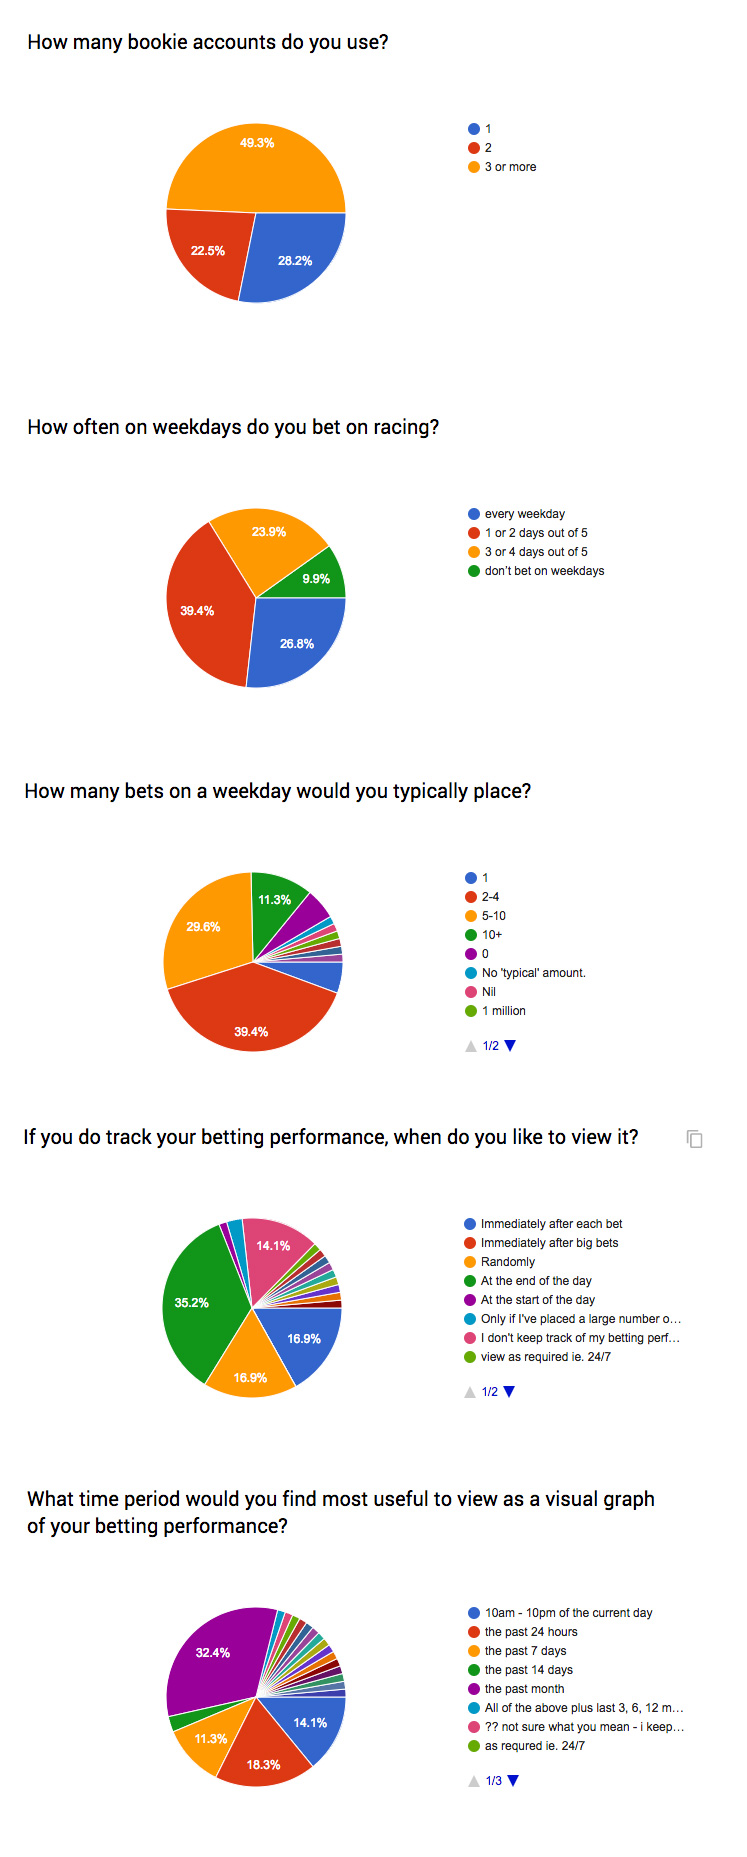 How many bookie accounts do you use?
49.3%
22.5%
28.2%
1
2
3 or more
How often on weekdays do you bet on racing?
23.9%
9.9%
39.4%
26.8%
every weekday
1 or 2 days out of 5
3 or 4 days out of 5
don't bet on weekdays
How many bets on a weekday would you typically place?
11.3%
29.6%
39.4%
1
2-4
5-10
10+
0
No 'typical' amount.
Nil
1 million
1/2
If you do track your betting performance, when do you like to view it?
14.1%
35.2%
16.9%
16.9%
Immediately after each bet
Immediately after big bets
Randomly
At the end of the day
At the start of the day
Only if I've placed a large number o...
I don't keep track of my betting perf...
view as required ie. 24/7
1/2
What time period would you find most useful to view as a visual graph
of your betting performance?
32.4%
14.1%
11.3%
18.3%
10am - 10pm of the current day
the past 24 hours
the past 7 days
the past 14 days
the past month
All of the above plus last 3, 6, 12 m...
?? not sure what you mean - i keep...
as requred ie. 24/7
1/3